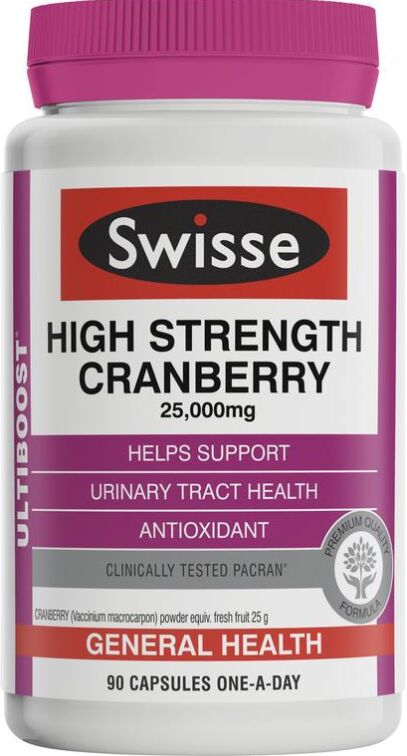 Swisse
ULTIBOOST®
HIGH STRENGTH
CRANBERRY
25,000mg
HELPS SUPPORT
URINARY TRACT HEALTH
ANTIOXIDANT
CLINICALLY TESTED PACRAN®
PREMIUM QUALITY
FORMULA
CRANBERRY (Vaccinium macrocarpon) powder equiv. fresh fruit 25 g
GENERAL HEALTH
90 CAPSULES ONE-A-DAY